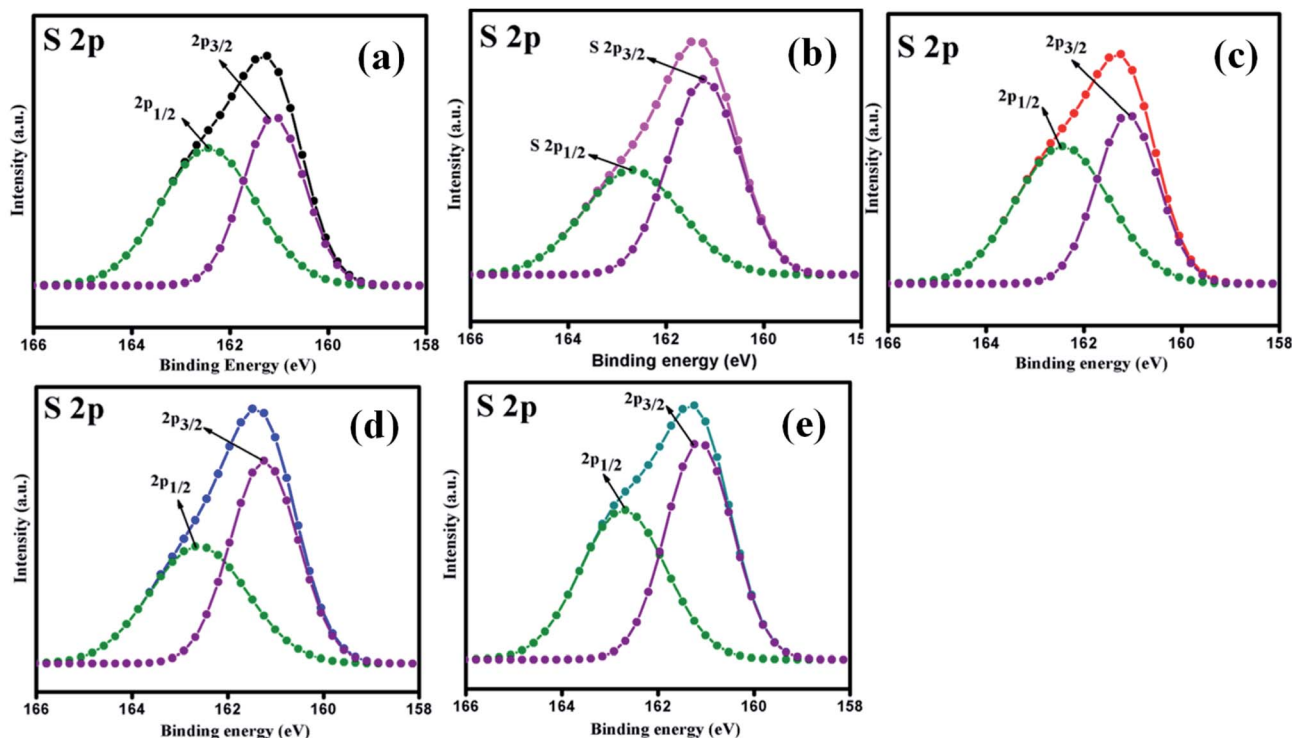 S 2p
(a)
2p3/2
2p1/2
Intensity (a.u.)
166 164 162 160 158
Binding Energy (eV)
S 2p
(b)
S 2p3/2
S 2p1/2
Intensity (a.u.)
166 164 162 160 15
Binding energy (eV)
S 2p
(c)
2p3/2
2p1/2
Intensity (a.u.)
166 164 162 160 158
Binding energy (eV)
S 2p
(d)
2p3/2
2p1/2
Intensity (a.u.)
166 164 162 160 158
Binding energy (eV)
S 2p
(e)
2p3/2
2p1/2
Intensity (a.u.)
166 164 162 160 158
Binding energy (eV)